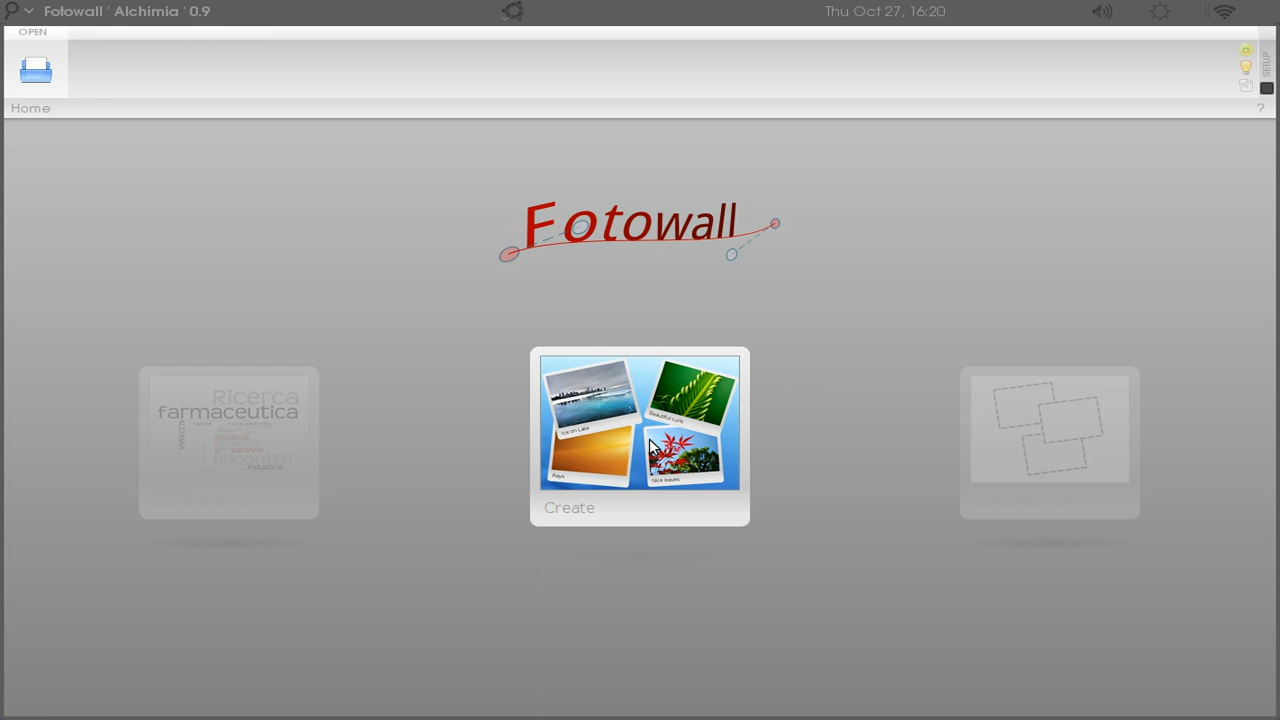 Fotowall ' Alchimia ' 0.9
Thu Oct 27, 16:20
OPEN
SETUP
Home
?
Fotowall
Ricerca
farmaceutica
incontro
industria
Ice on Lake
Beautiful curls
Keys
Nice leaves
Create